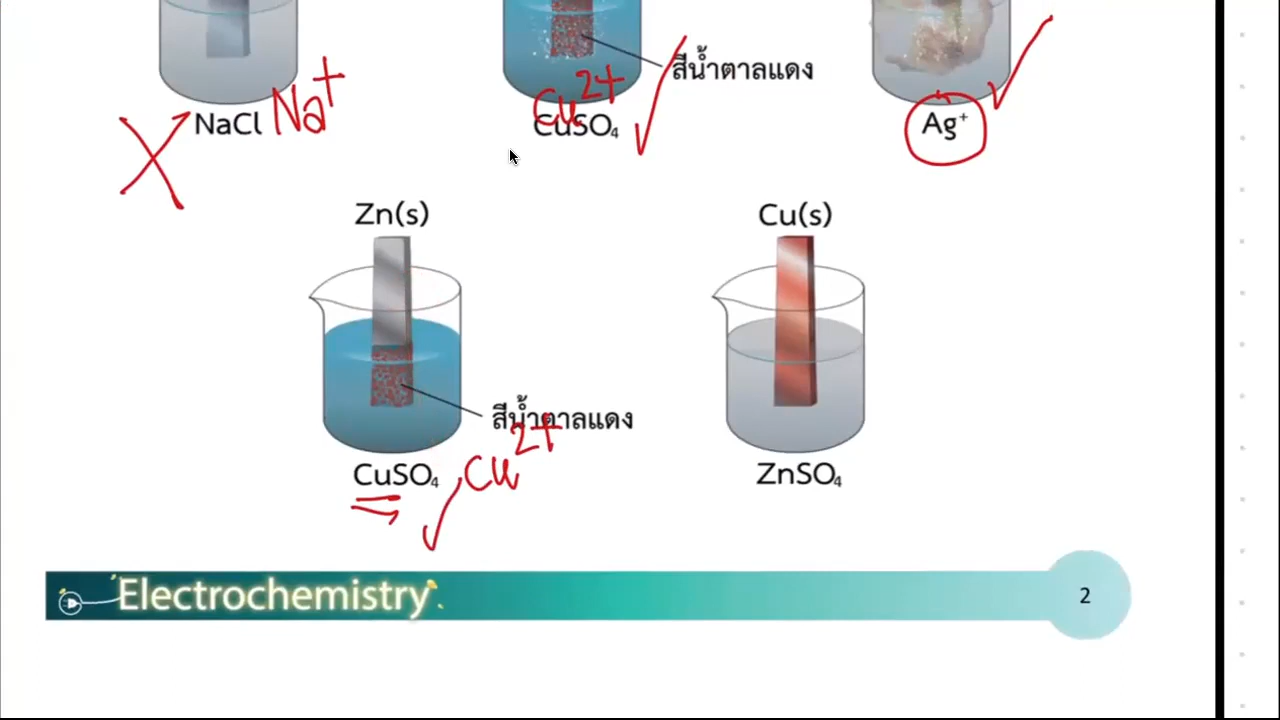 สีน้ำตาลแดง
NaCl Na⁺
CuSO₄ Cu²⁺
Ag⁺
Zn(s)
Cu(s)
สีน้ำตาลแดง
CuSO₄ Cu²⁺
ZnSO₄
Electrochemistry
2